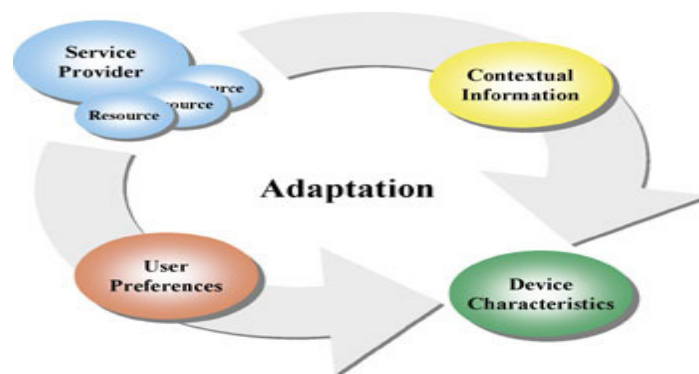 Service
Provider
Resource
Contextual
Information
Adaptation
User
Preferences
Device
Characteristics